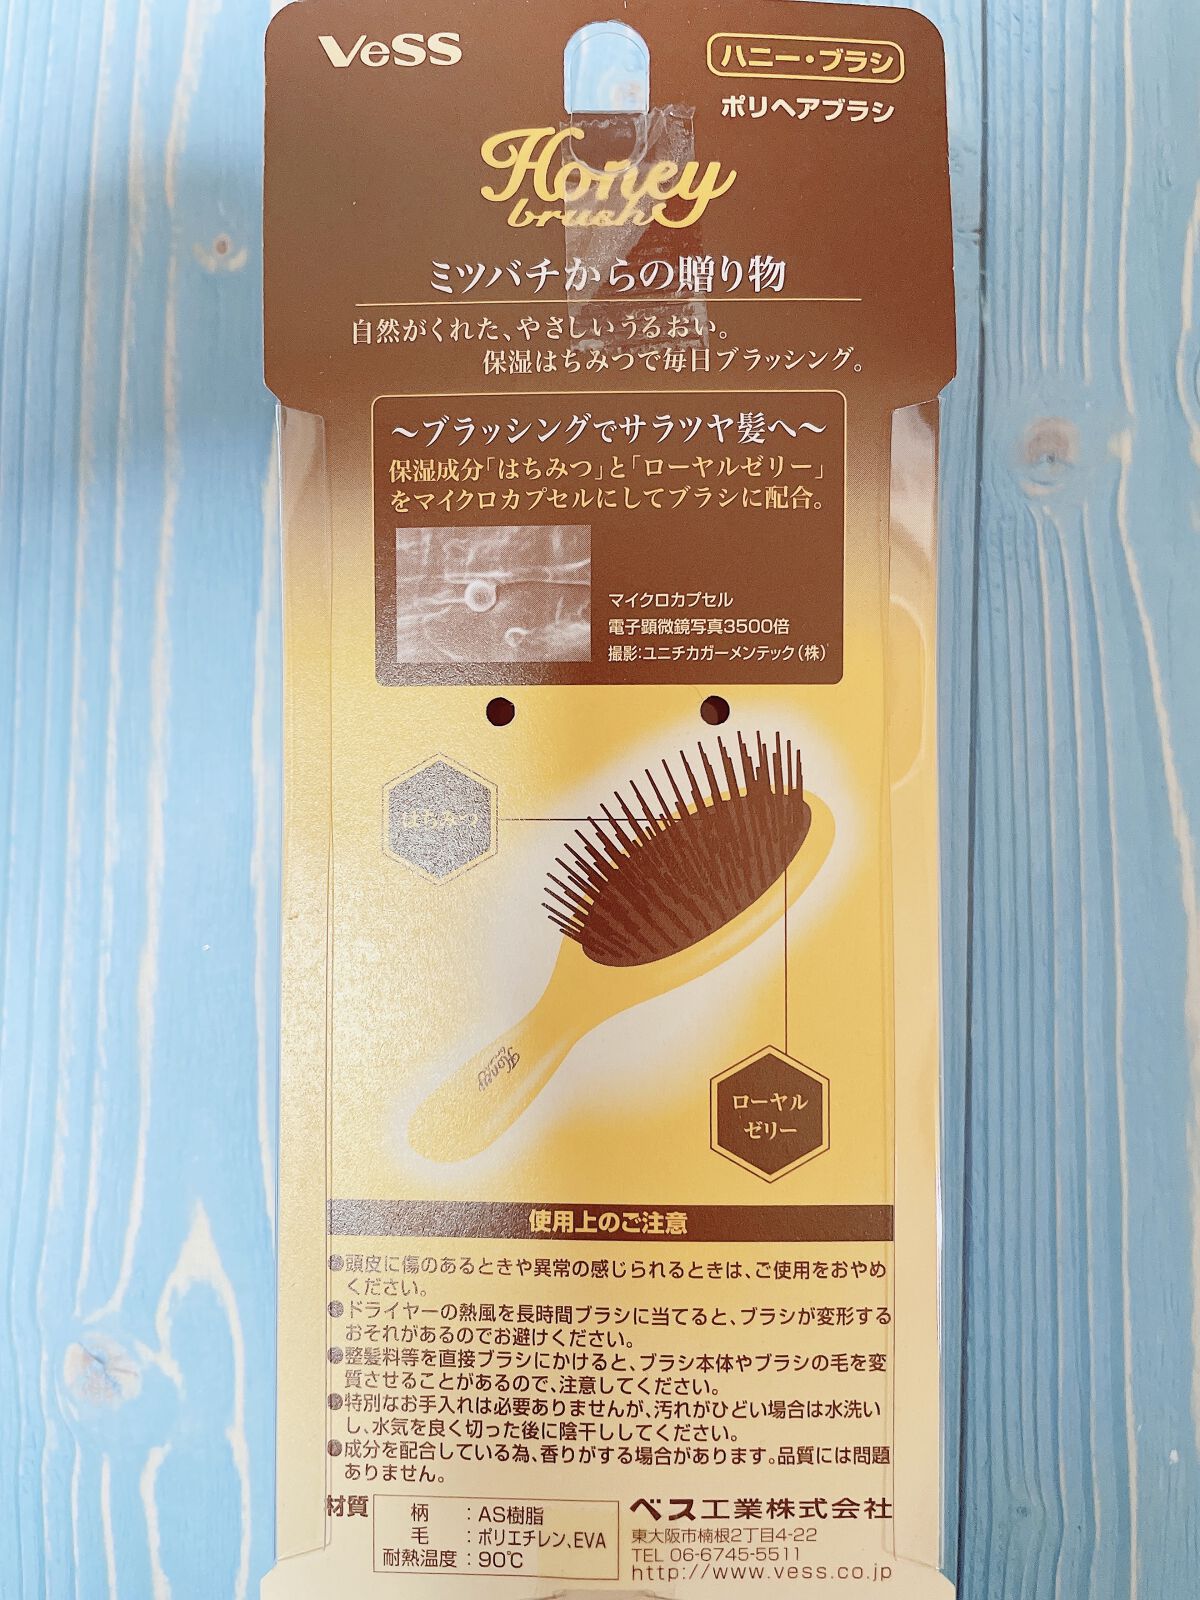 VeSS
ハニー・ブラシ
ポリヘアブラシ
Honey
brush
ミツバチからの贈り物
自然がくれた、やさしいうるおい。
保湿はちみつで毎日ブラッシング。
～ブラッシングでサラツヤ髪へ～
保湿成分「はちみつ」と「ローヤルゼリー」
をマイクロカプセルにしてブラシに配合。
マイクロカプセル
電子顕微鏡写真3500倍
撮影:ユニチカガーメンテック(株)
はちみつ
Honey
brush
ローヤル
ゼリー
使用上のご注意
●頭皮に傷のあるときや異常の感じられるときは、ご使用をおやめ
ください。
●ドライヤーの熱風を長時間ブラシに当てると、ブラシが変形する
おそれがあるのでお避けください。
●整髪料等を直接ブラシにかけると、ブラシ本体やブラシの毛を変
質させることがあるので、注意してください。
●特別なお手入れは必要ありませんが、汚れがひどい場合は水洗い
し、水気を良く切った後に陰干ししてください。
●成分を配合している為、香りがする場合があります。品質には問題
ありません。
材質
柄 : AS樹脂
毛 : ポリエチレン、EVA
耐熱温度 : 90℃
ベス工業株式会社
東大阪市楠根2丁目4-22
TEL 06-6745-5511
http://www.vess.co.jp